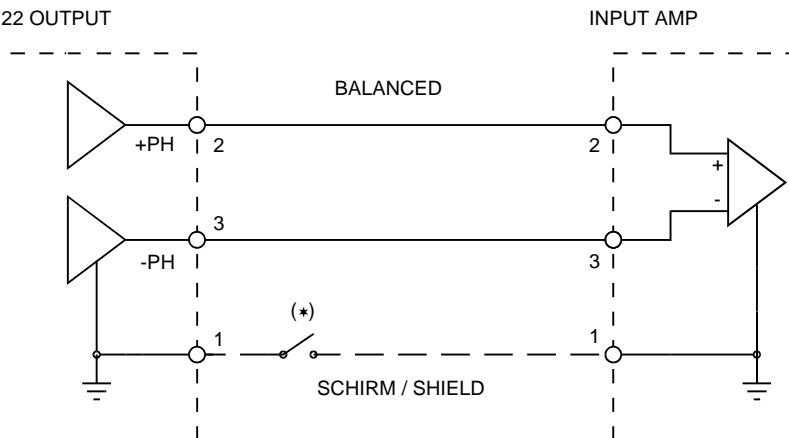 22 OUTPUT
INPUT AMP
BALANCED
+PH
2
2
+
-
3
-PH
3
(✶)
1
1
SCHIRM / SHIELD